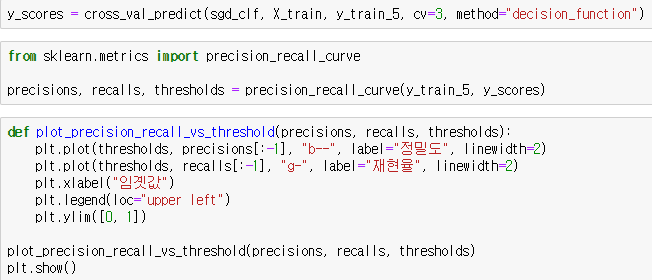 y_scores = cross_val_predict(sgd_clf, X_train, y_train_5, cv=3, method="decision_function")
from sklearn.metrics import precision_recall_curve
precisions, recalls, thresholds = precision_recall_curve(y_train_5, y_scores)
def plot_precision_recall_vs_threshold(precisions, recalls, thresholds):
    plt.plot(thresholds, precisions[:-1], "b--", label="정밀도", linewidth=2)
    plt.plot(thresholds, recalls[:-1], "g-", label="재현율", linewidth=2)
    plt.xlabel("임곗값")
    plt.legend(loc="upper left")
    plt.ylim([0, 1])
plot_precision_recall_vs_threshold(precisions, recalls, thresholds)
plt.show()